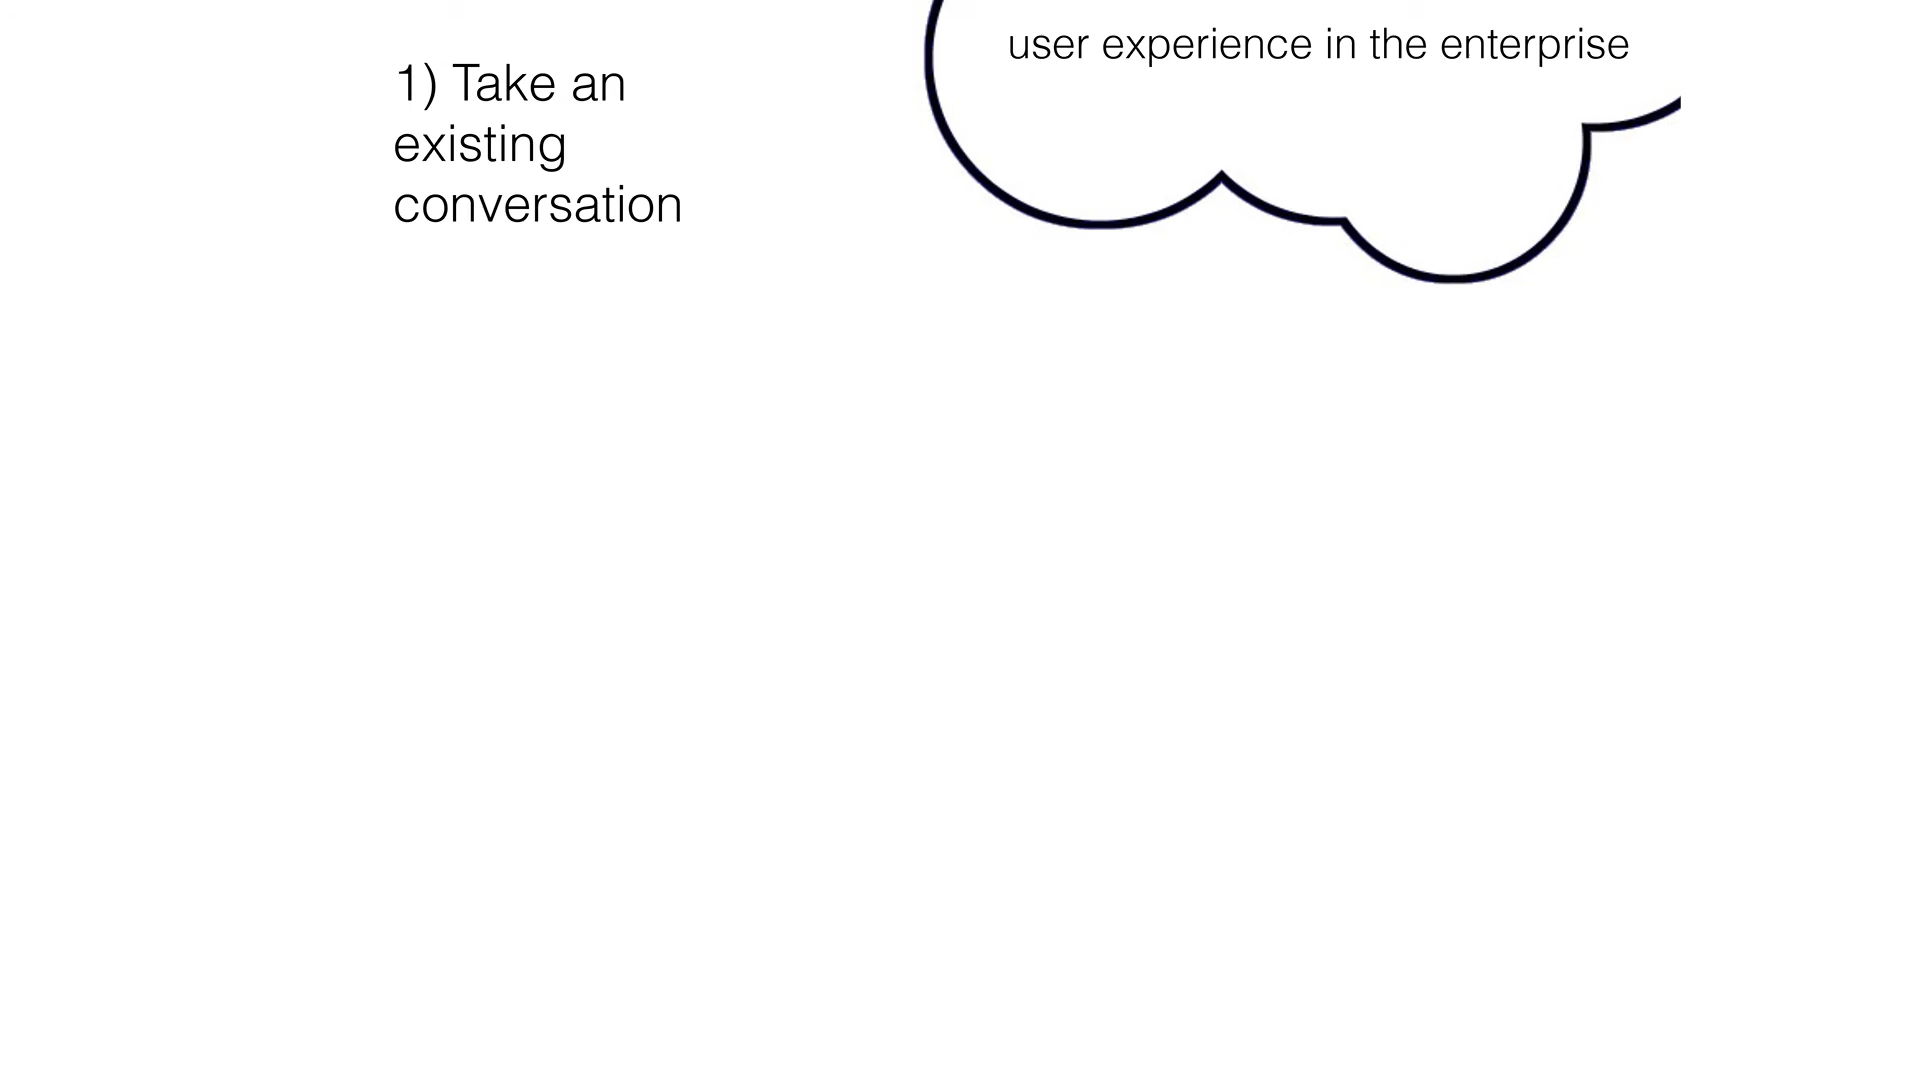 1) Take an
existing
conversation
user experience in the enterprise